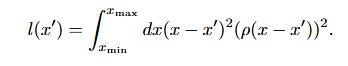 l(x′) = ∫_{x_min}^{x_max} dx(x − x′)²(ρ(x − x′))².